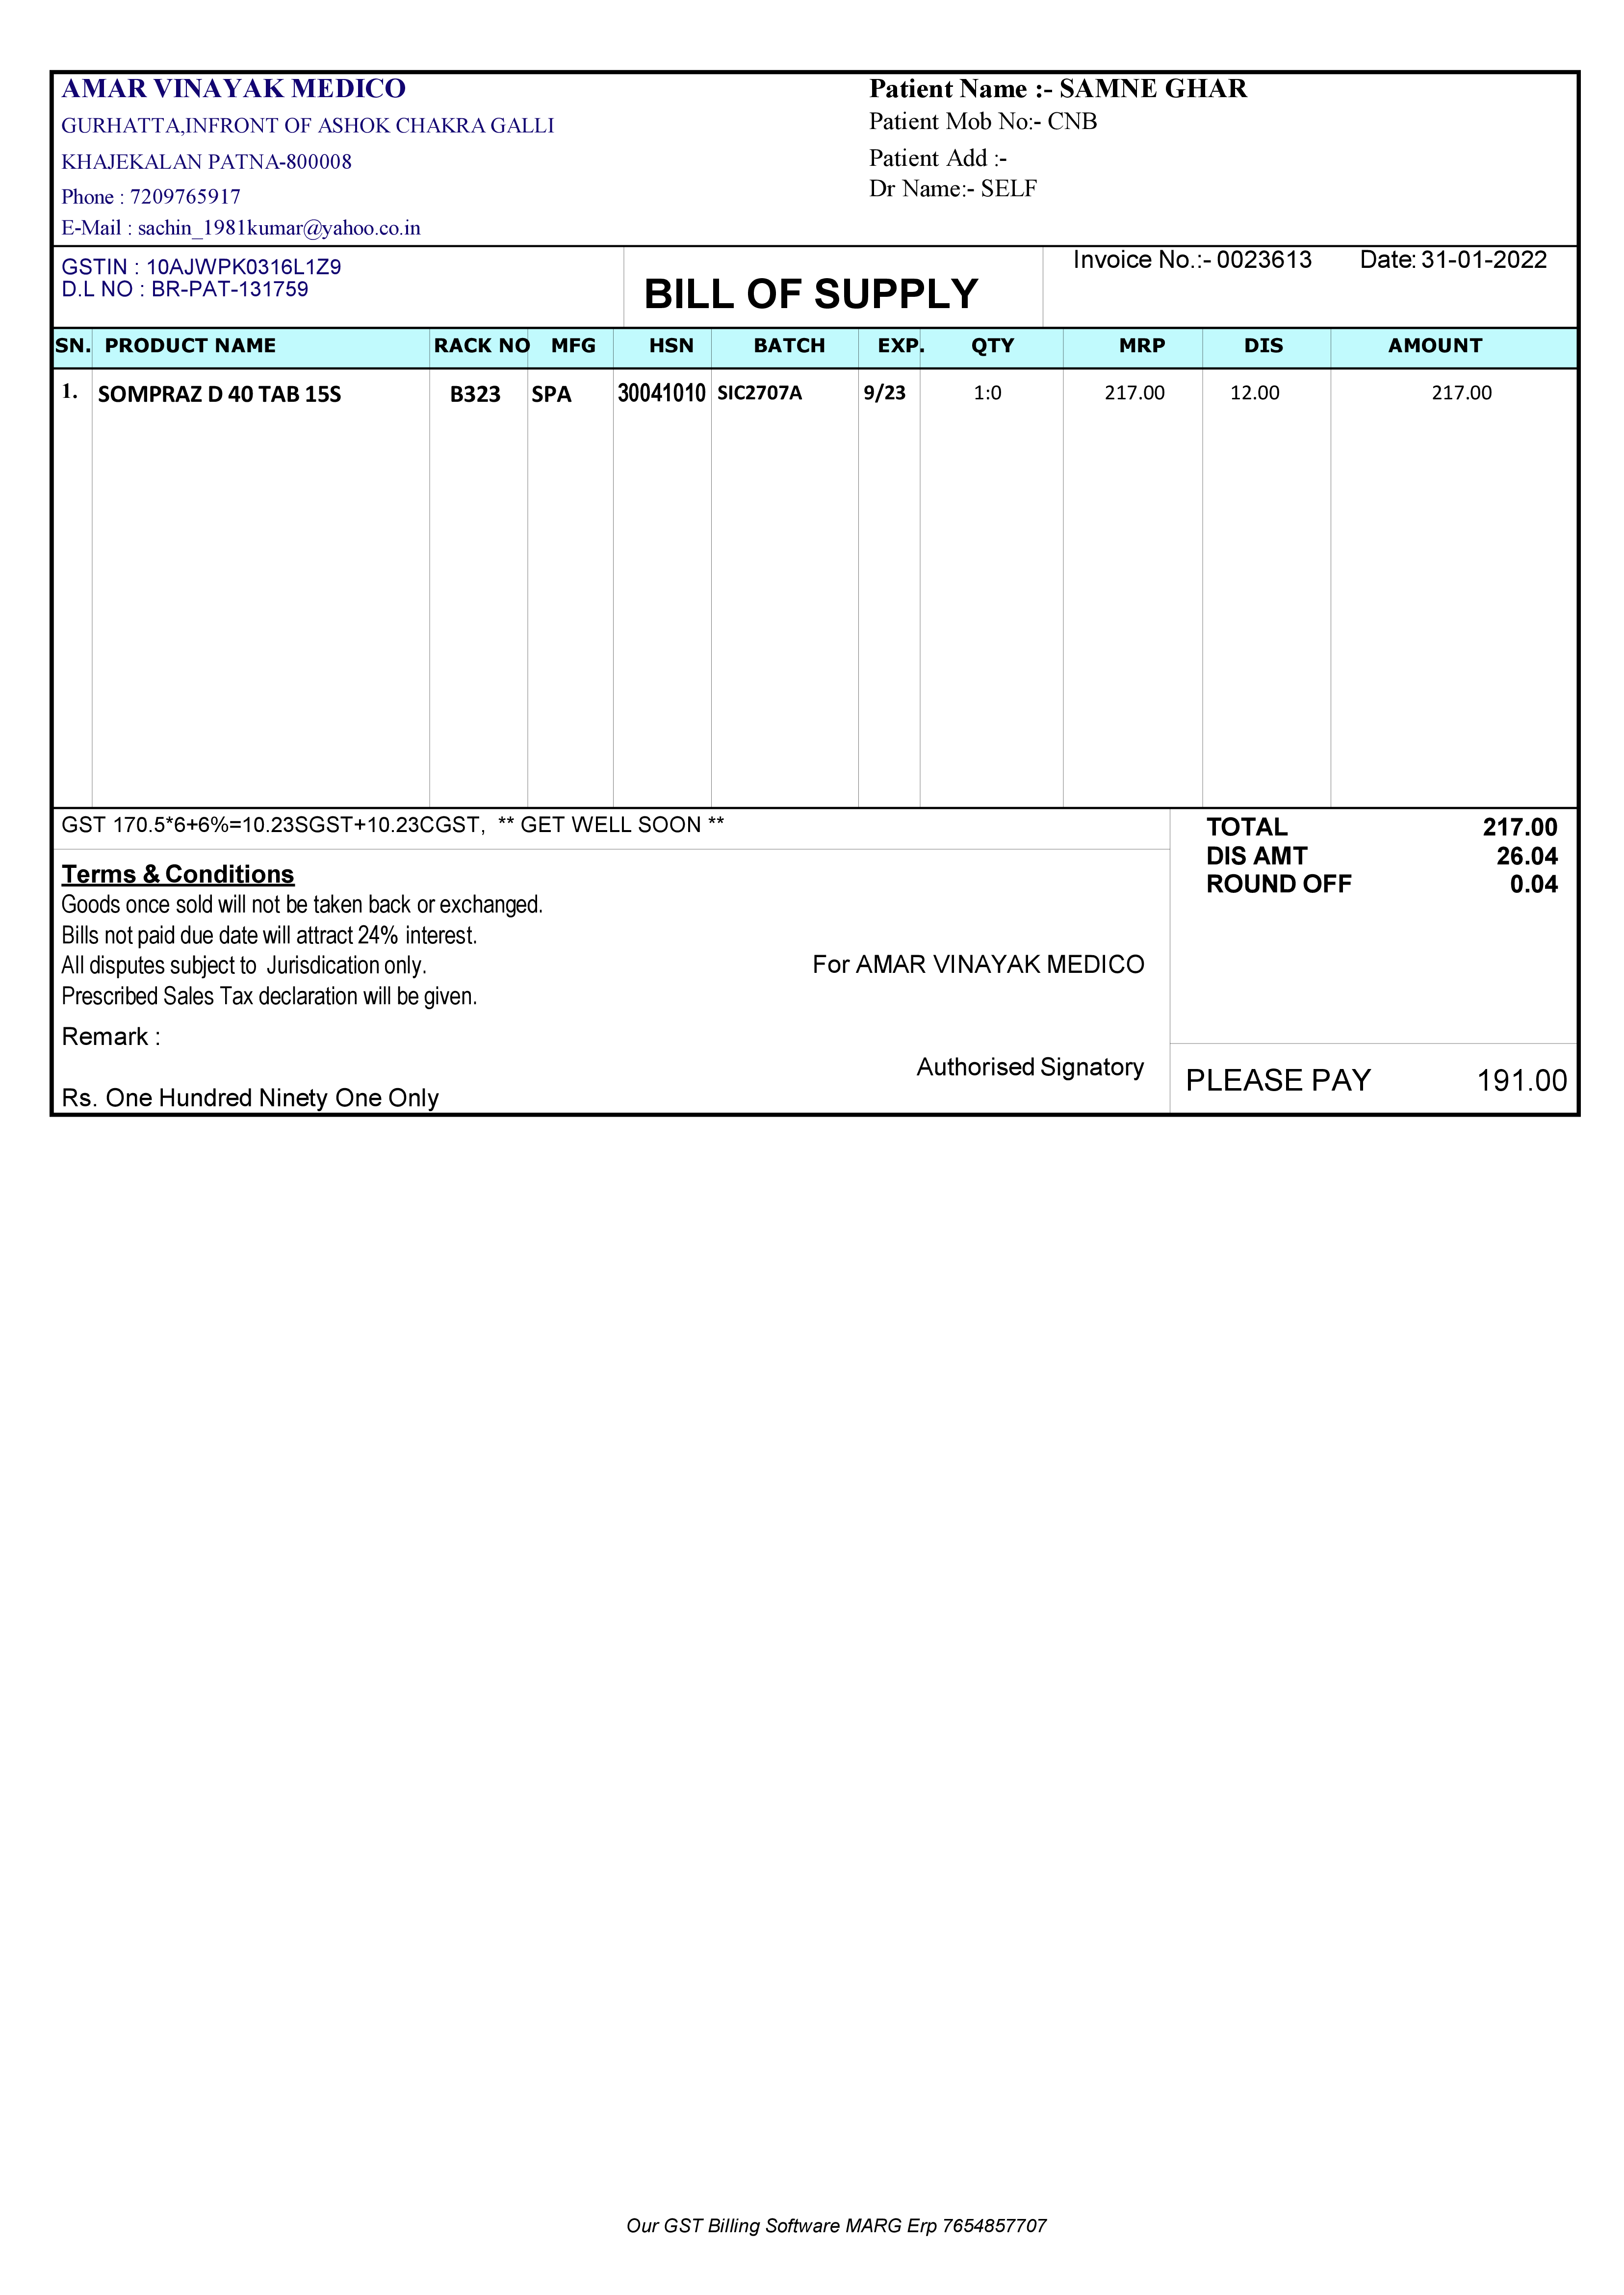 AMAR VINAYAK MEDICO
GURHATTA,INFRONT OF ASHOK CHAKRA GALLI
KHAJEKALAN PATNA-800008
Phone : 7209765917
E-Mail : sachin_1981kumar@yahoo.co.in
Patient Name :- SAMNE GHAR
Patient Mob No:- CNB
Patient Add :-
Dr Name:- SELF
GSTIN : 10AJWPK0316L1Z9
D.L NO : BR-PAT-131759
BILL OF SUPPLY
Invoice No.:- 0023613 Date: 31-01-2022
SN. PRODUCT NAME RACK NO MFG HSN BATCH EXP. QTY MRP DIS AMOUNT
1. SOMPRAZ D 40 TAB 15S B323 SPA 30041010 SIC2707A 9/23 1:0 217.00 12.00 217.00
GST 170.5*6+6%=10.23SGST+10.23CGST, ** GET WELL SOON **
Terms & Conditions
Goods once sold will not be taken back or exchanged.
Bills not paid due date will attract 24% interest.
All disputes subject to Jurisdication only.
Prescribed Sales Tax declaration will be given.
Remark :
Rs. One Hundred Ninety One Only
For AMAR VINAYAK MEDICO
Authorised Signatory
TOTAL 217.00
DIS AMT 26.04
ROUND OFF 0.04
PLEASE PAY 191.00
Our GST Billing Software MARG Erp 7654857707